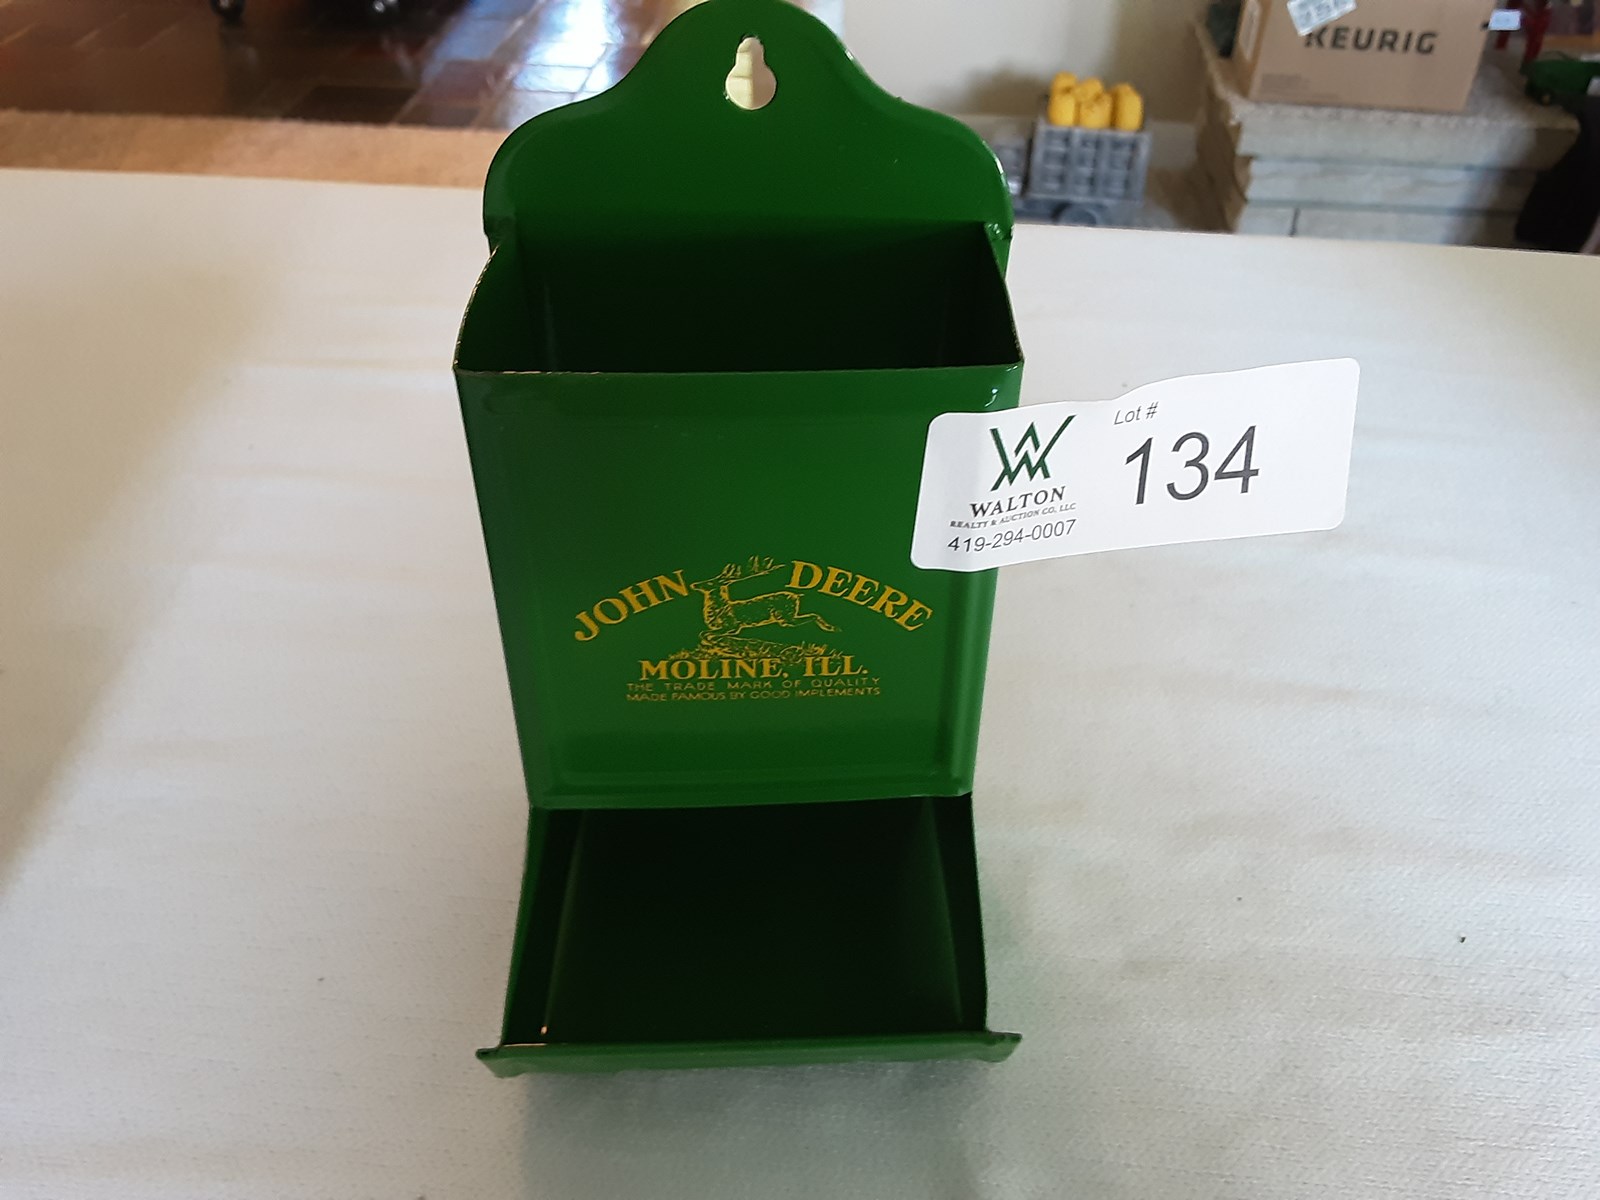 KEURIG
Lot #
134
WALTON
REALTY & AUCTION CO, LLC
419-294-0007
JOHN DEERE
MOLINE, ILL.
THE TRADE MARK OF QUALITY
MADE FAMOUS BY GOOD IMPLEMENTS